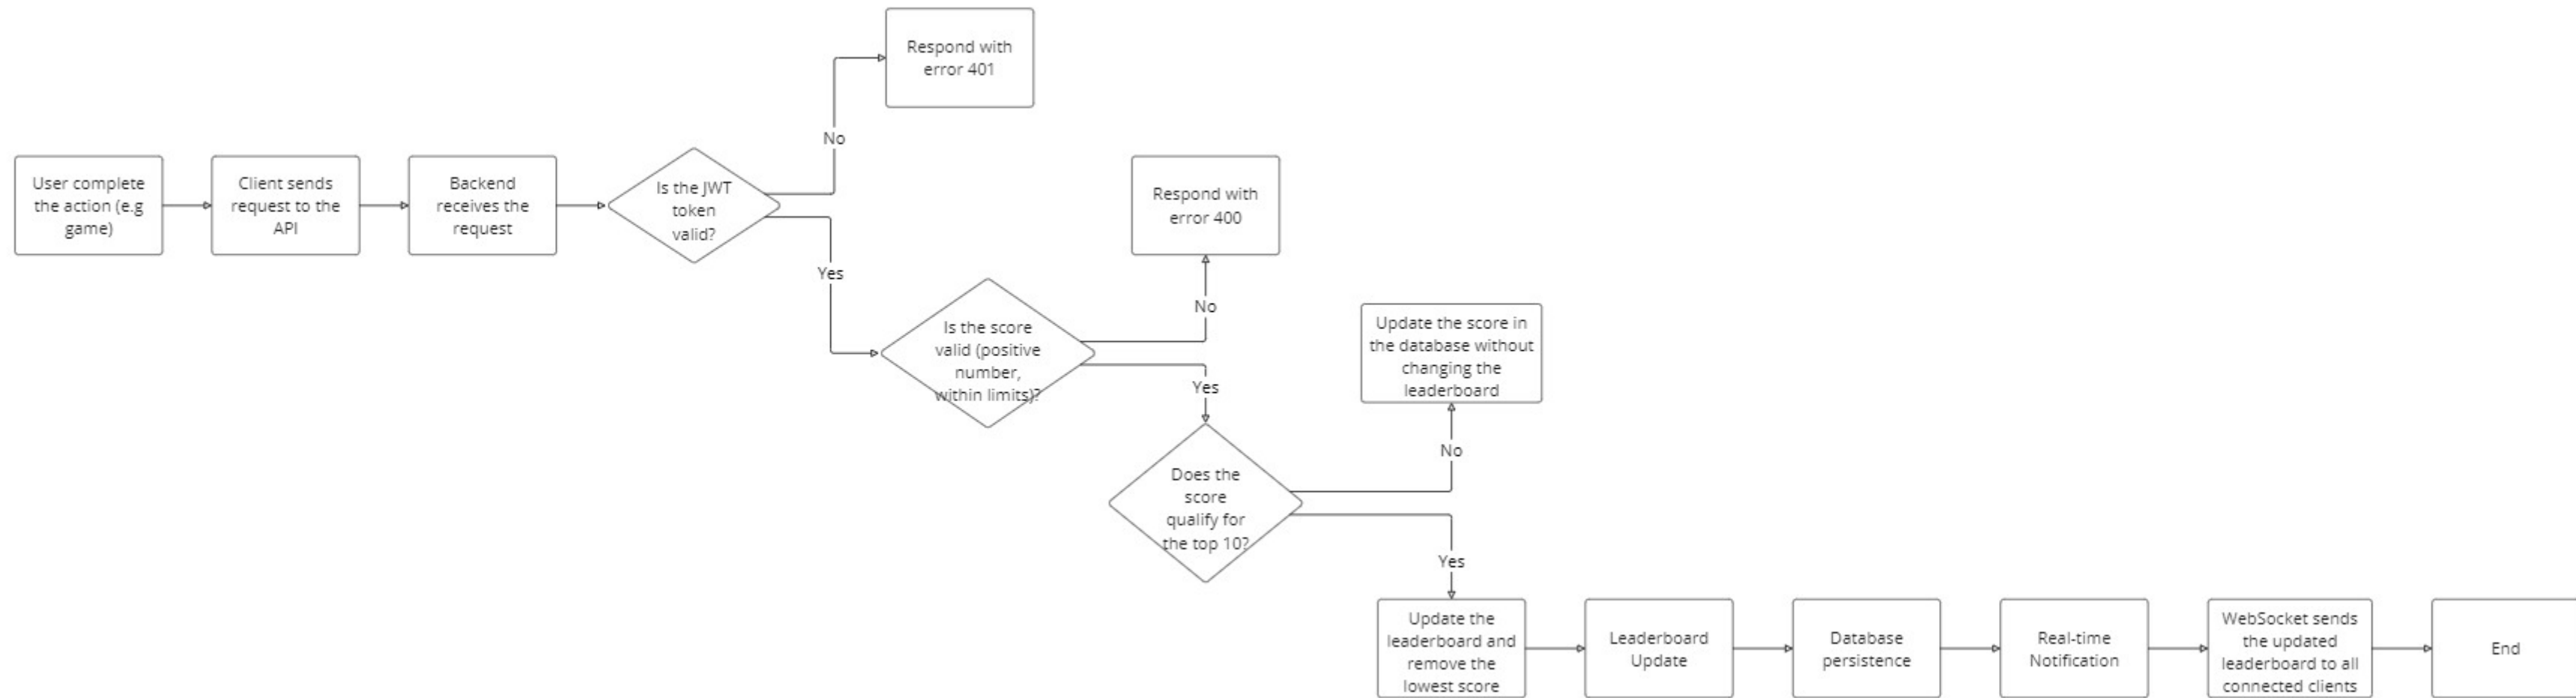 Respond with
error 401
No
User complete
the action (e.g
game)
Client sends
request to the
API
Backend
receives the
request
Is the JWT
token
valid?
Respond with
error 400
Yes
No
Is the score
valid (positive
number,
within limits)?
Update the score in
the database without
changing the
leaderboard
Yes
No
Does the
score
qualify for
the top 10?
Yes
Update the
leaderboard and
remove the
lowest score
Leaderboard
Update
Database
persistence
Real-time
Notification
WebSocket sends
the updated
leaderboard to all
connected clients
End